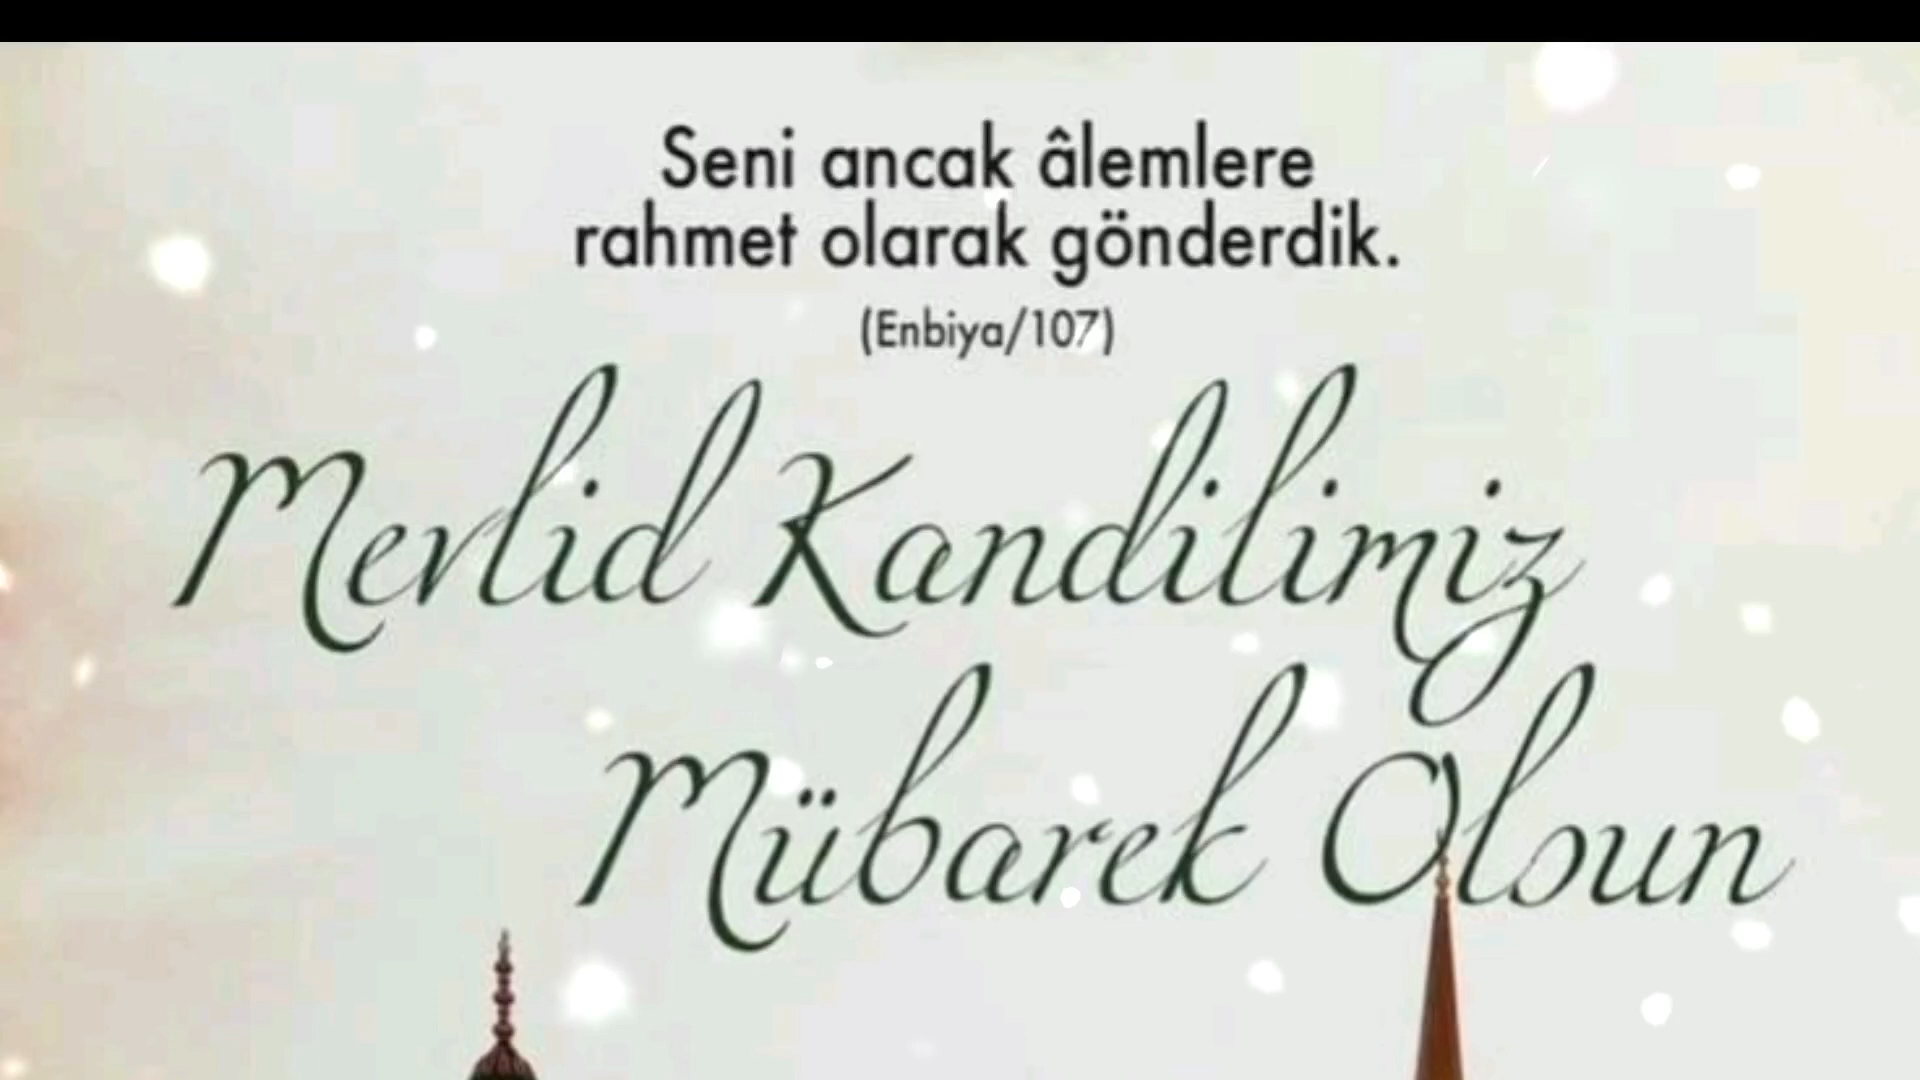 Seni ancak âlemlere
rahmet olarak gönderdik.
(Enbiya/107)
Mevlid Kandilimiz
Mübarek Olsun